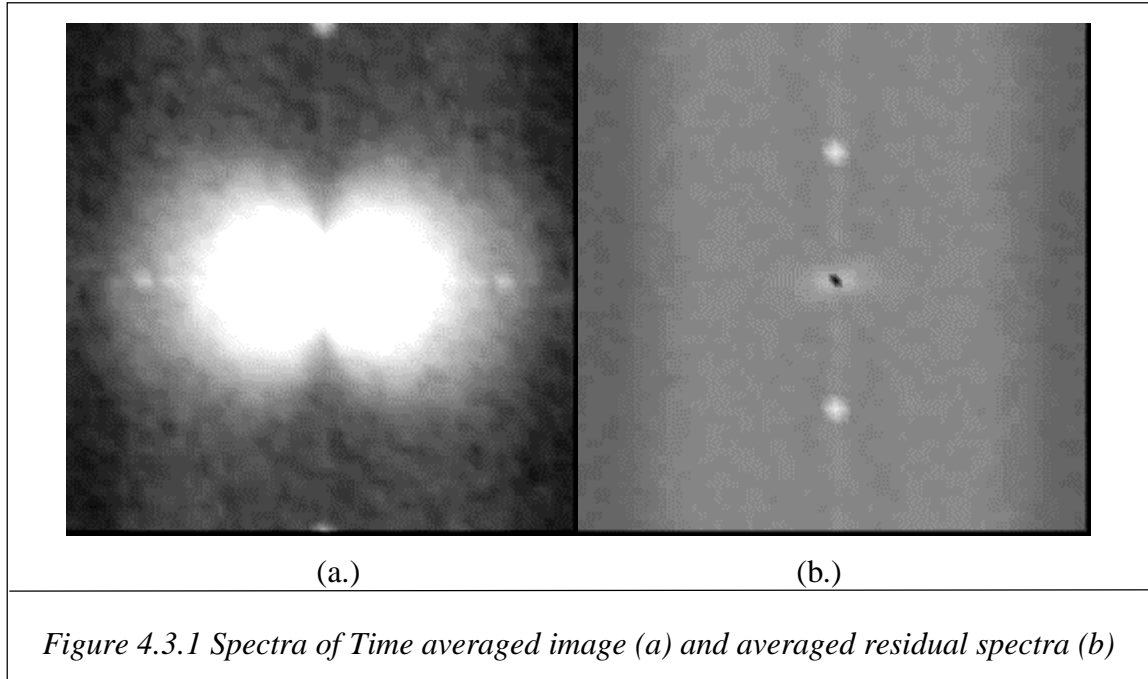 (a.) (b.)
Figure 4.3.1 Spectra of Time averaged image (a) and averaged residual spectra (b)